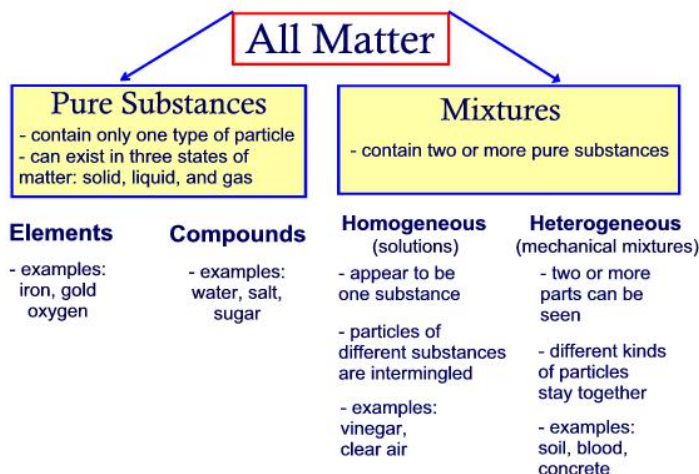 All Matter
Pure Substances
- contain only one type of particle
- can exist in three states of
matter: solid, liquid, and gas
Mixtures
- contain two or more pure substances
Elements
- examples:
iron, gold
oxygen
Compounds
- examples:
water, salt,
sugar
Homogeneous
(solutions)
- appear to be
one substance
- particles of
different substances
are intermingled
- examples:
vinegar,
clear air
Heterogeneous
(mechanical mixtures)
- two or more
parts can be
seen
- different kinds
of particles
stay together
- examples:
soil, blood,
concrete